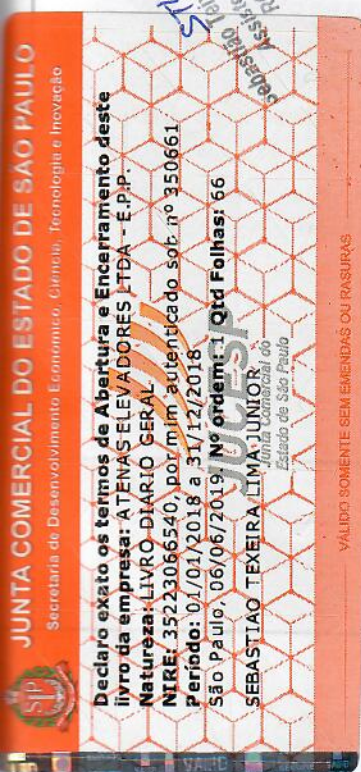 JUNTA COMERCIAL DO ESTADO DE SÃO PAULO
Secretaria de Desenvolvimento Econômico, Ciência, Tecnologia e Inovação
Declaro exato os termos de Abertura e Encerramento deste
livro da empresa: ATENAS ELEVADORES LTDA - E.P.P.
Natureza: LIVRO DIARIO GERAL
NIRE: 35223066540, por mim autenticado sob nº 350661
Período: 01/01/2018 a 31/12/2018
São Paulo, 06/06/2019. Nº ordem: 1 Qtd Folhas: 66
SEBASTIAO TEXEIRA LIMA JUNIOR
JUCESP
Junta Comercial do
Estado de São Paulo
VÁLIDO SOMENTE SEM EMENDAS OU RASURAS
Sebastião